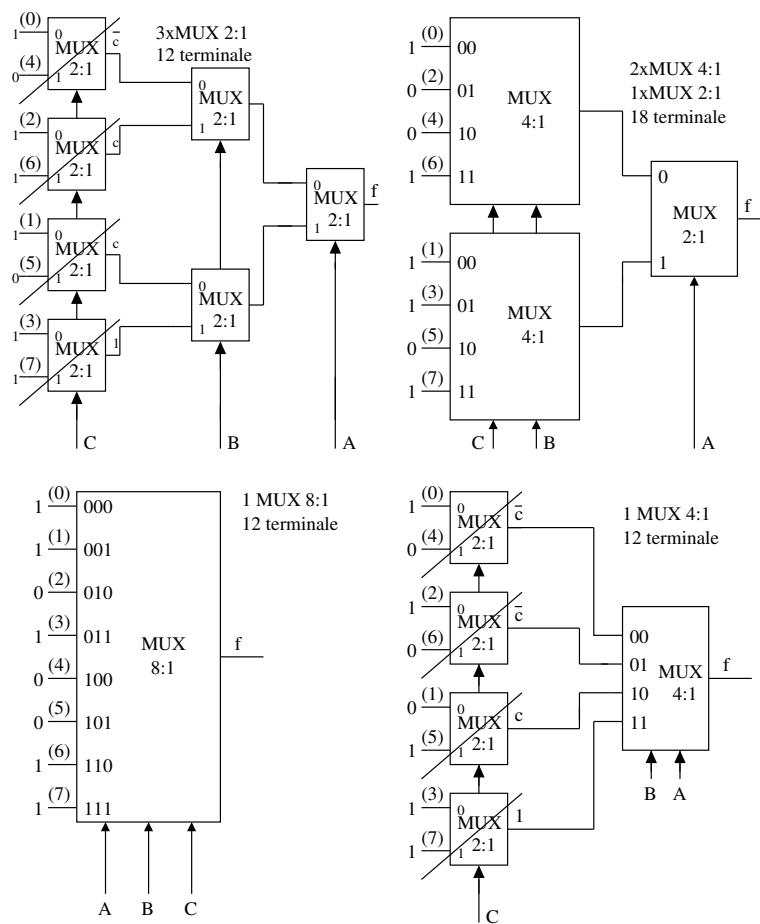 3xMUX 2:1
12 terminale
(0)
1 0 c̄
MUX
2:1
(4)
0 1
(2)
1 0 c
MUX
2:1
(6)
1 1
(1)
1 0 c
MUX
2:1
(5)
0 1
(3)
1 0 1
MUX
2:1
(7)
1 1
0
MUX
1 2:1
0
MUX
1 2:1
0
MUX
1 2:1
f
C B A
2xMUX 4:1
1xMUX 2:1
18 terminale
(0)
1 00
(2)
0 01
(4)
0 10
(6)
1 11
MUX
4:1
(1)
1 00
(3)
1 01
(5)
0 10
(7)
1 11
MUX
4:1
0
MUX
2:1
1
f
C B A
1 MUX 8:1
12 terminale
(0)
1 000
(1)
1 001
(2)
0 010
(3)
1 011
(4)
0 100
(5)
0 101
(6)
1 110
(7)
1 111
MUX
8:1
f
A B C
1 MUX 4:1
12 terminale
(0)
1 0 c̄
MUX
2:1
(4)
0 1
(2)
1 0 c̄
MUX
2:1
(6)
0 1
(1)
0 0 c
MUX
2:1
(5)
1 1
(3)
1 0 1
MUX
2:1
(7)
1 1
00
01
10
11
MUX
4:1
f
B A
C